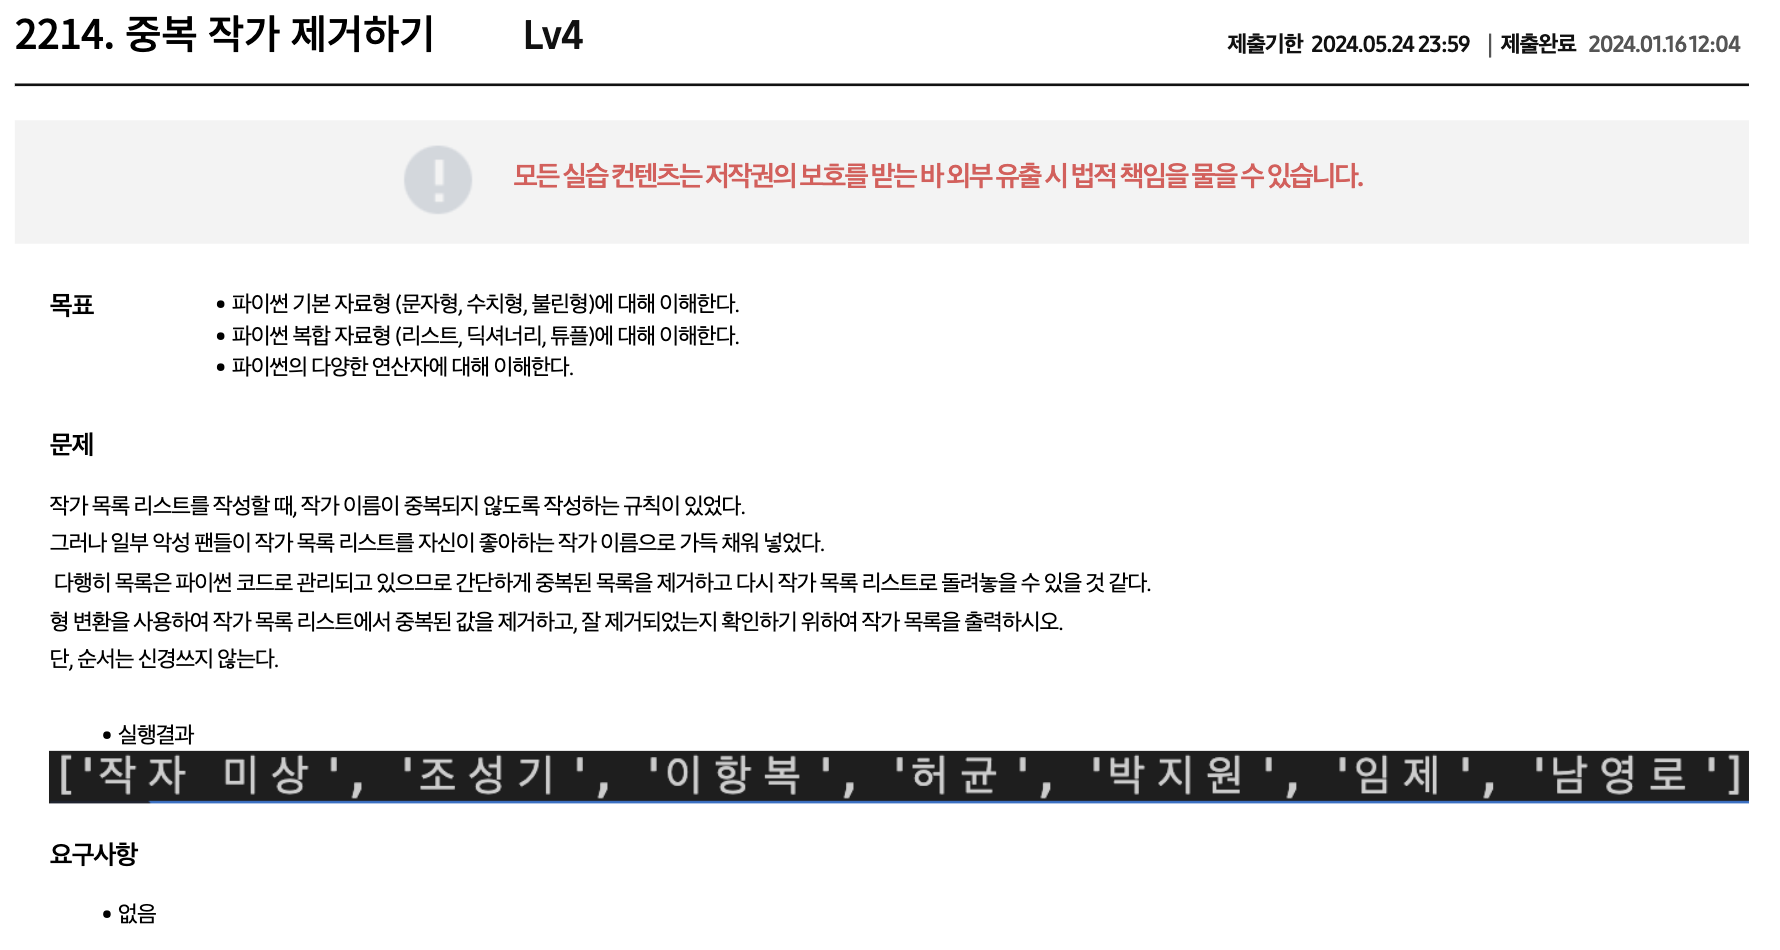 2214. 중복 작가 제거하기 Lv4
제출기한 2024.05.24 23:59 | 제출완료 2024.01.16 12:04
모든 실습 컨텐츠는 저작권의 보호를 받는 바 외부 유출 시 법적 책임을 물을 수 있습니다.
목표
• 파이썬 기본 자료형 (문자형, 수치형, 불린형)에 대해 이해한다.
• 파이썬 복합 자료형 (리스트, 딕셔너리, 튜플)에 대해 이해한다.
• 파이썬의 다양한 연산자에 대해 이해한다.
문제
작가 목록 리스트를 작성할 때, 작가 이름이 중복되지 않도록 작성하는 규칙이 있었다.
그러나 일부 악성 팬들이 작가 목록 리스트를 자신이 좋아하는 작가 이름으로 가득 채워 넣었다.
다행히 목록은 파이썬 코드로 관리되고 있으므로 간단하게 중복된 목록을 제거하고 다시 작가 목록 리스트로 돌려놓을 수 있을 것 같다.
형 변환을 사용하여 작가 목록 리스트에서 중복된 값을 제거하고, 잘 제거되었는지 확인하기 위하여 작가 목록을 출력하시오.
단, 순서는 신경쓰지 않는다.
• 실행결과
['작자 미상', '조성기', '이항복', '허균', '박지원', '임제', '남영로']
요구사항
• 없음